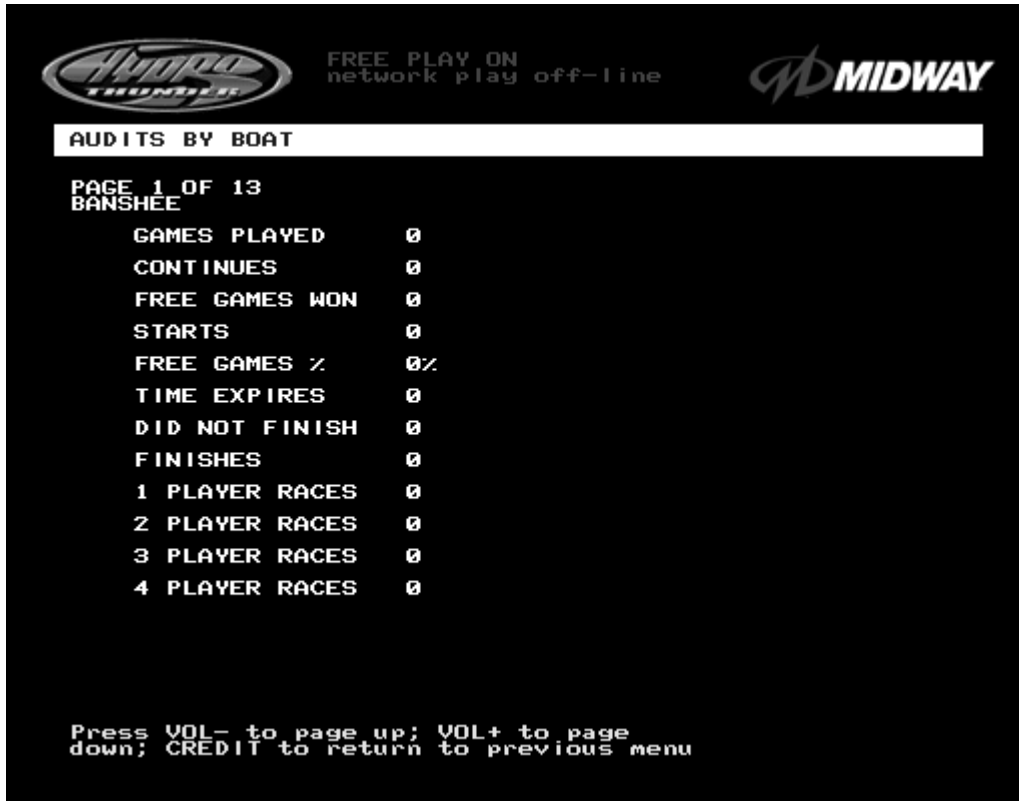 HYDRO
THUNDER
FREE PLAY ON
network play off-line
MIDWAY
AUDITS BY BOAT
PAGE 1 OF 13
BANSHEE
GAMES PLAYED 0
CONTINUES 0
FREE GAMES WON 0
STARTS 0
FREE GAMES % 0%
TIME EXPIRES 0
DID NOT FINISH 0
FINISHES 0
1 PLAYER RACES 0
2 PLAYER RACES 0
3 PLAYER RACES 0
4 PLAYER RACES 0
Press VOL- to page up; VOL+ to page
down; CREDIT to return to previous menu